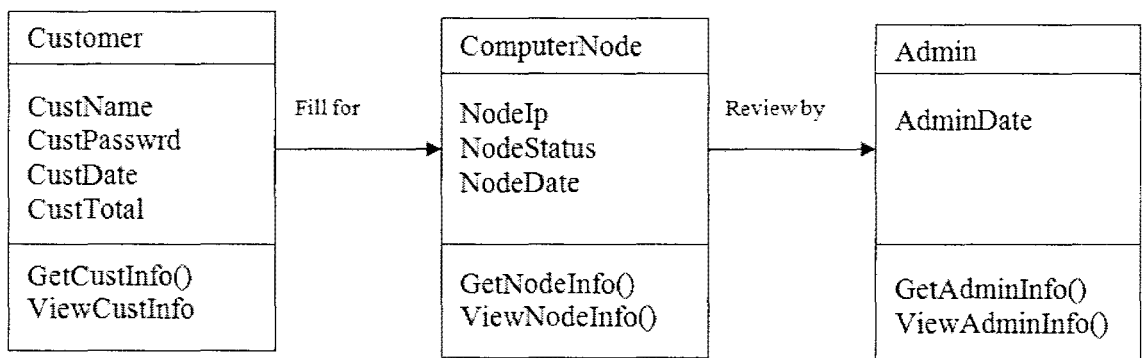 Customer
CustName
CustPasswrd
CustDate
CustTotal
GetCustInfo()
ViewCustInfo
Fill for
ComputerNode
NodeIp
NodeStatus
NodeDate
GetNodeInfo()
ViewNodeInfo()
Review by
Admin
AdminDate
GetAdminInfo()
ViewAdminInfo()